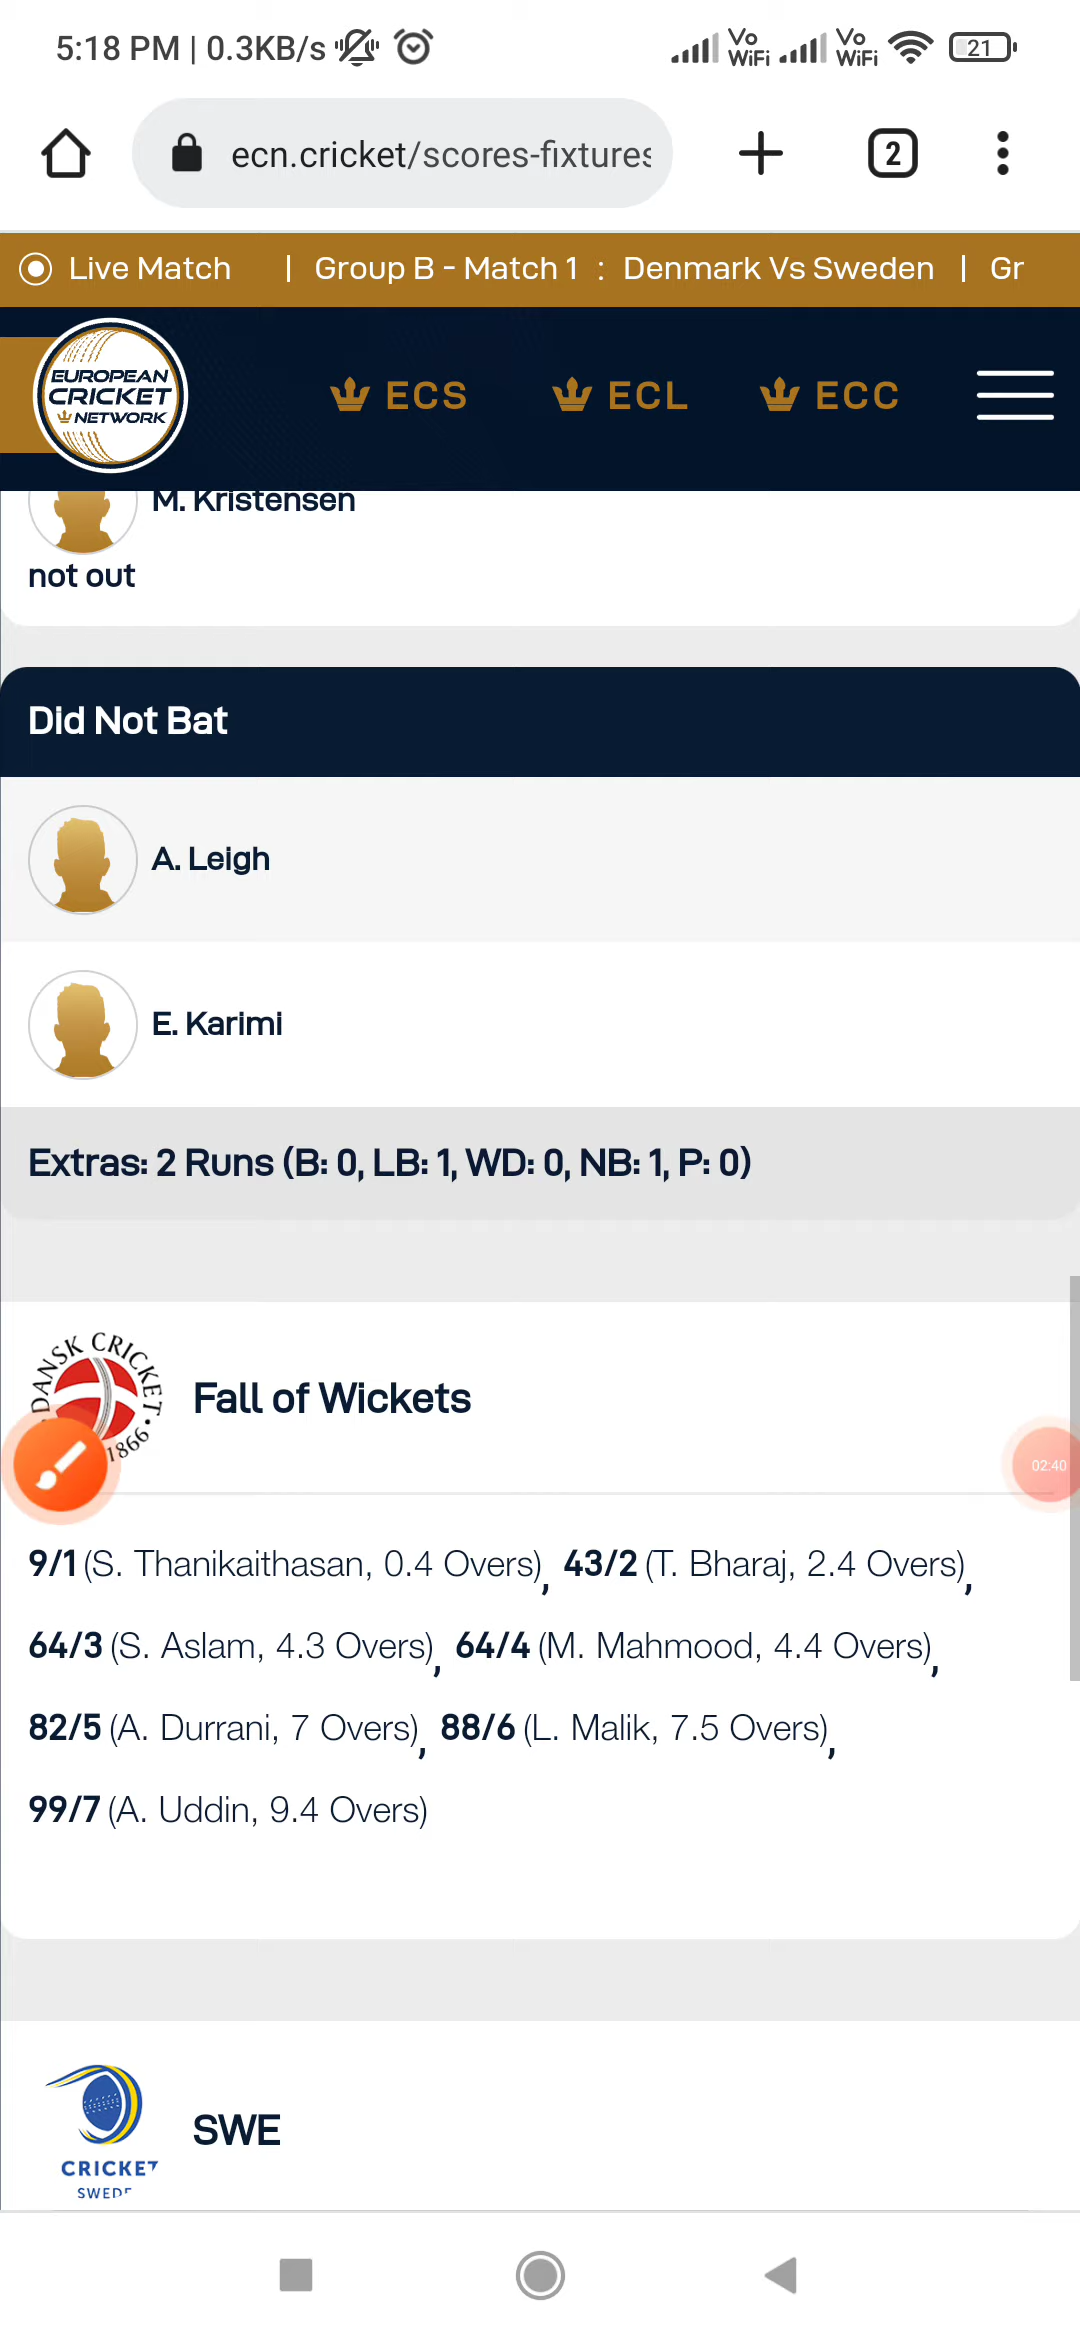 5:18 PM | 0.3KB/s Vo WiFi Vo WiFi 21
ecn.cricket/scores-fixtures 2
Live Match | Group B - Match 1 : Denmark Vs Sweden | Gr
EUROPEAN
CRICKET
NETWORK
ECS ECL ECC
M. Kristensen
not out
Did Not Bat
A. Leigh
E. Karimi
Extras: 2 Runs (B: 0, LB: 1, WD: 0, NB: 1, P: 0)
DANSK CRICKET 1866
Fall of Wickets
02:40
9/1 (S. Thanikaithasan, 0.4 Overs), 43/2 (T. Bharaj, 2.4 Overs),
64/3 (S. Aslam, 4.3 Overs), 64/4 (M. Mahmood, 4.4 Overs),
82/5 (A. Durrani, 7 Overs), 88/6 (L. Malik, 7.5 Overs),
99/7 (A. Uddin, 9.4 Overs)
SWE
CRICKET